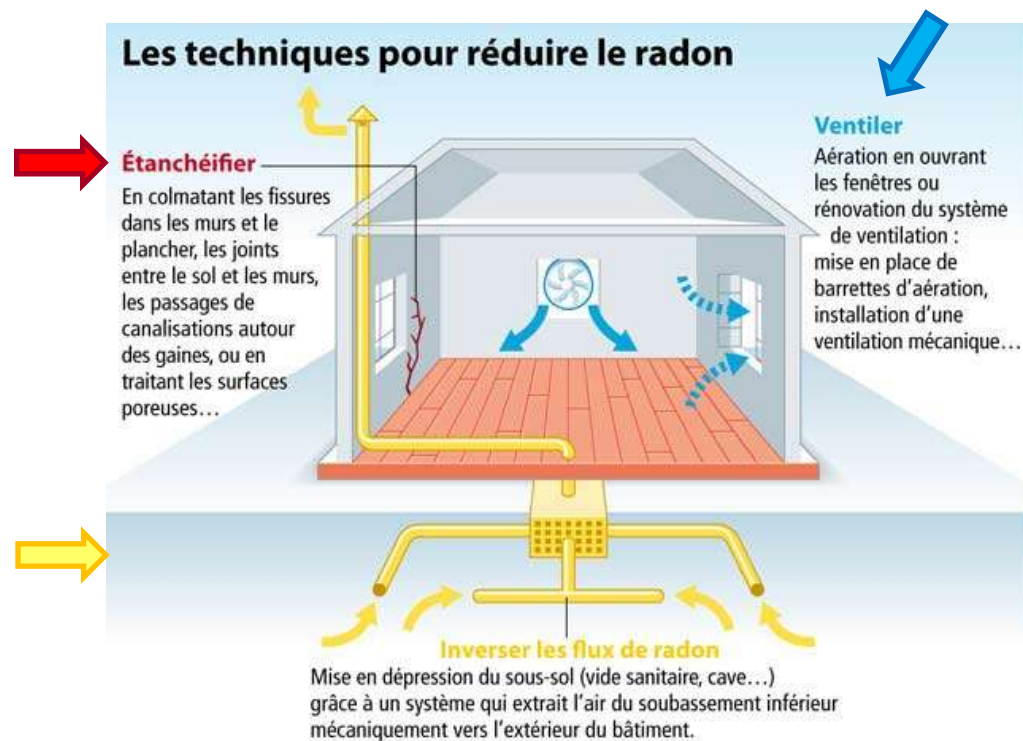 Les techniques pour réduire le radon
Étanchéifier
En colmatant les fissures
dans les murs et le
plancher, les joints
entre le sol et les murs,
les passages de
canalisations autour
des gaines, ou en
traitant les surfaces
poreuses…
Ventiler
Aération en ouvrant
les fenêtres ou
rénovation du système
de ventilation :
mise en place de
barrettes d’aération,
installation d’une
ventilation mécanique…
Inverser les flux de radon
Mise en dépression du sous-sol (vide sanitaire, cave…)
grâce à un système qui extrait l’air du soubassement inférieur
mécaniquement vers l’extérieur du bâtiment.